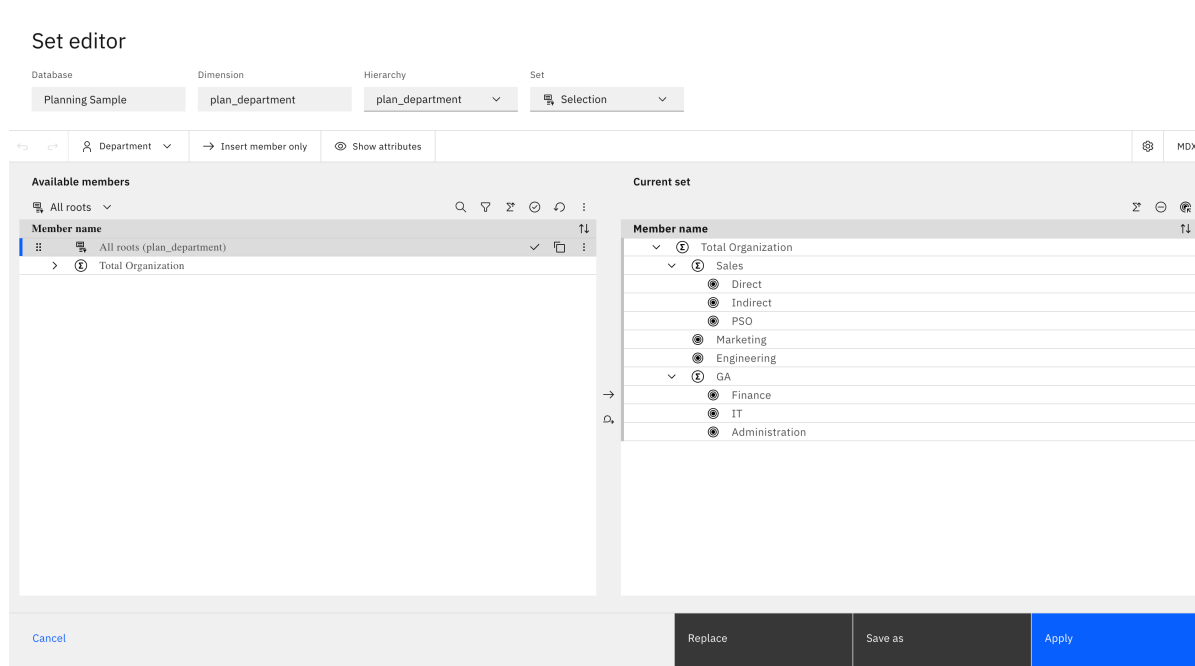 Set editor
Database Dimension Hierarchy Set
Planning Sample plan_department plan_department Selection
Department Insert member only Show attributes MDX
Available members Current set
All roots
Member name Member name
All roots (plan_department) Total Organization
Total Organization Sales
Direct
Indirect
PSO
Marketing
Engineering
GA
Finance
IT
Administration
Cancel Replace Save as Apply